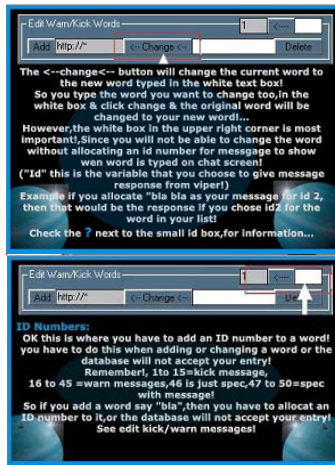 Edit Warn/Kick Words
1 <----
Add http://* <-- Change <-- Delete
The <--change<-- button will change the current word to
the new word typed in the white text box!
So you type the word you want to change too,in the
white box & click change & the original word will be
changed to your new word!...
However,the white box in the upper right corner is most
important!,Since you will not be able to change the word
without allocating an id number for messgage to show
wen word is typed on chat screen!
("Id" this is the variable that you choose to give message
response from viper!)
Example if you allocate "bla bla as your message for id 2,
then that would be the response if you chose id2 for the
word in your list!
Check the ? next to the small id box,for information...
Edit Warn/Kick Words
1 <----
Add http://* <-- Change <--
ID Numbers:
OK this is where you have to add an ID number to a word!
you have to do this when adding or changing a word or the
database will not accept your entry!
Remember!, 1to 15=kick message,
16 to 45 =warn messages,46 is just spec,47 to 50=spec
with message!
So if you add a word say "bla",then you have to allocat an
ID number to it,or the database will not accept your entry!
See edit kick/warn messages!